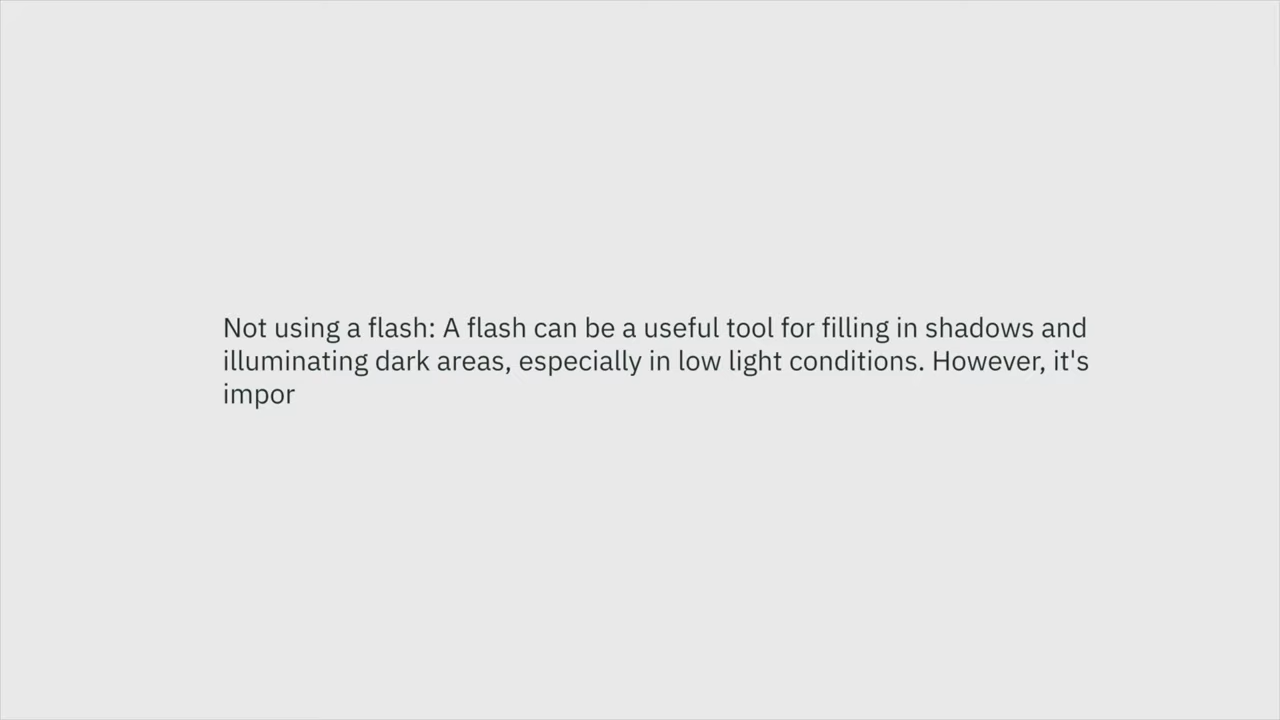 Not using a flash: A flash can be a useful tool for filling in shadows and
illuminating dark areas, especially in low light conditions. However, it's
impor